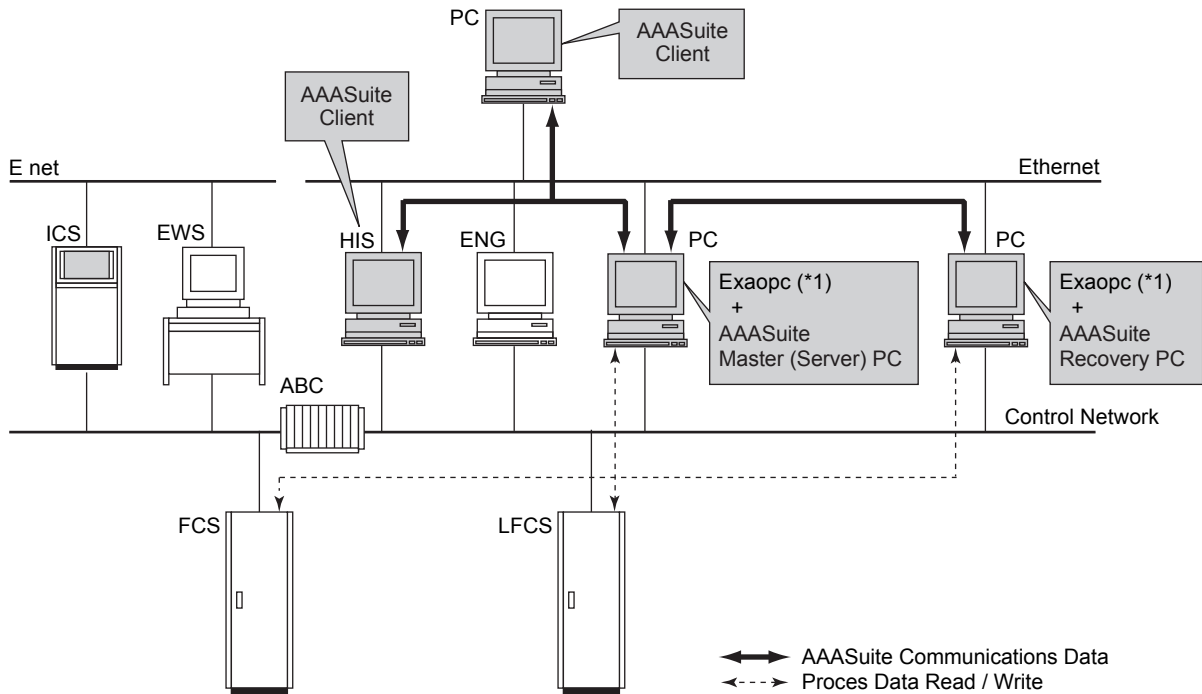 PC
AAASuite
Client
AAASuite
Client
E net
Ethernet
ICS
EWS
HIS
ENG
PC
PC
Exaopc (*1)
+
AAASuite
Master (Server) PC
Exaopc (*1)
+
AAASuite
Recovery PC
ABC
Control Network
FCS
LFCS
AAASuite Communications Data
Proces Data Read / Write